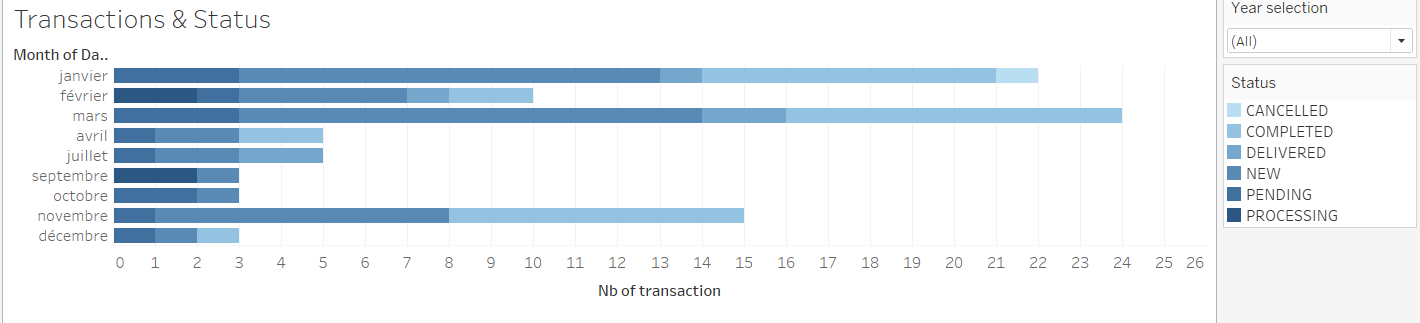 Transactions & Status
Month of Da..
janvier
février
mars
avril
juillet
septembre
octobre
novembre
décembre
0 1 2 3 4 5 6 7 8 9 10 11 12 13 14 15 16 17 18 19 20 21 22 23 24 25 26
Nb of transaction
Year selection
(All)
Status
CANCELLED
COMPLETED
DELIVERED
NEW
PENDING
PROCESSING